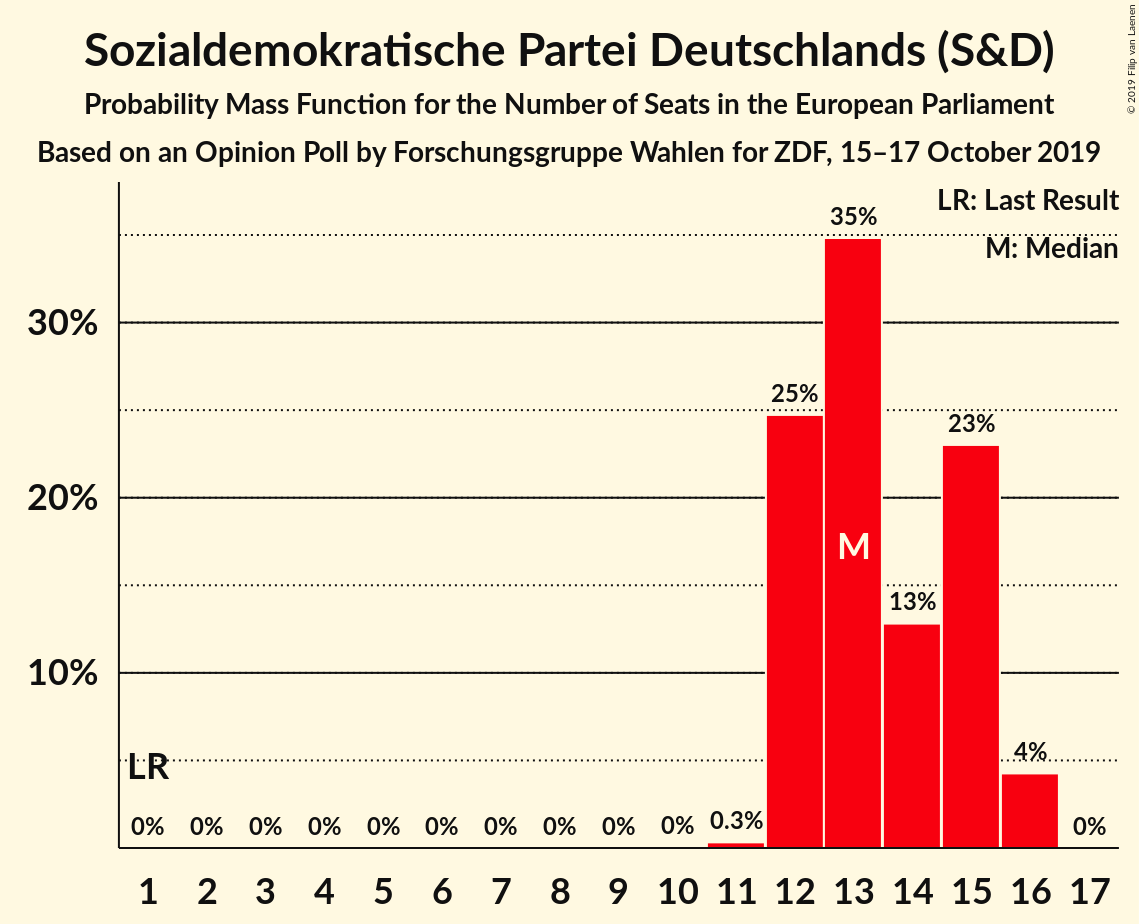 Sozialdemokratische Partei Deutschlands (S&D)
Probability Mass Function for the Number of Seats in the European Parliament
Based on an Opinion Poll by Forschungsgruppe Wahlen for ZDF, 15–17 October 2019
© 2019 Filip van Laenen
LR: Last Result
M: Median
35%
30%
25%
23%
20%
M
13%
10%
LR
4%
0% 0% 0% 0% 0% 0% 0% 0% 0% 0% 0.3% 0%
1 2 3 4 5 6 7 8 9 10 11 12 13 14 15 16 17